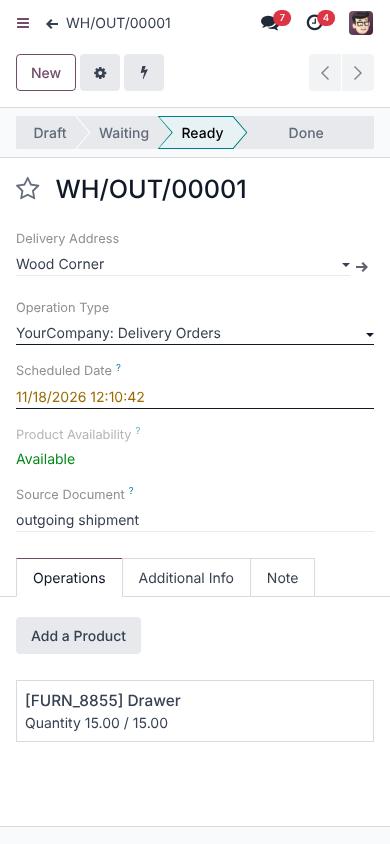 WH/OUT/00001
7
4
New
Draft
Waiting
Ready
Done
WH/OUT/00001
Delivery Address
Wood Corner
Operation Type
YourCompany: Delivery Orders
Scheduled Date ?
11/18/2026 12:10:42
Product Availability ?
Available
Source Document ?
outgoing shipment
Operations
Additional Info
Note
Add a Product
[FURN_8855] Drawer
Quantity 15.00 / 15.00